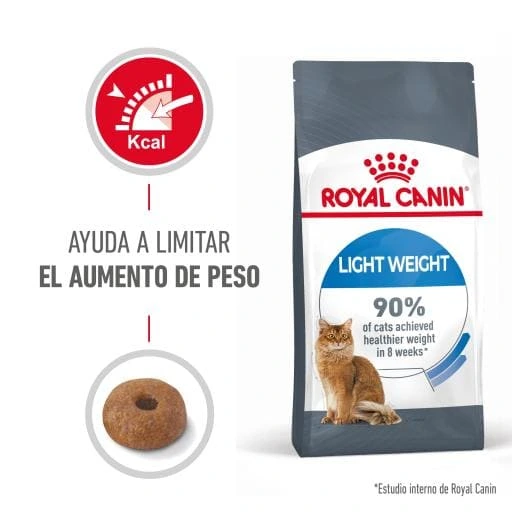 Kcal
AYUDA A LIMITAR
EL AUMENTO DE PESO
ROYAL CANIN®
LIGHT WEIGHT
90%
of cats achieved
healthier weight
in 8 weeks*
*Estudio interno de Royal Canin